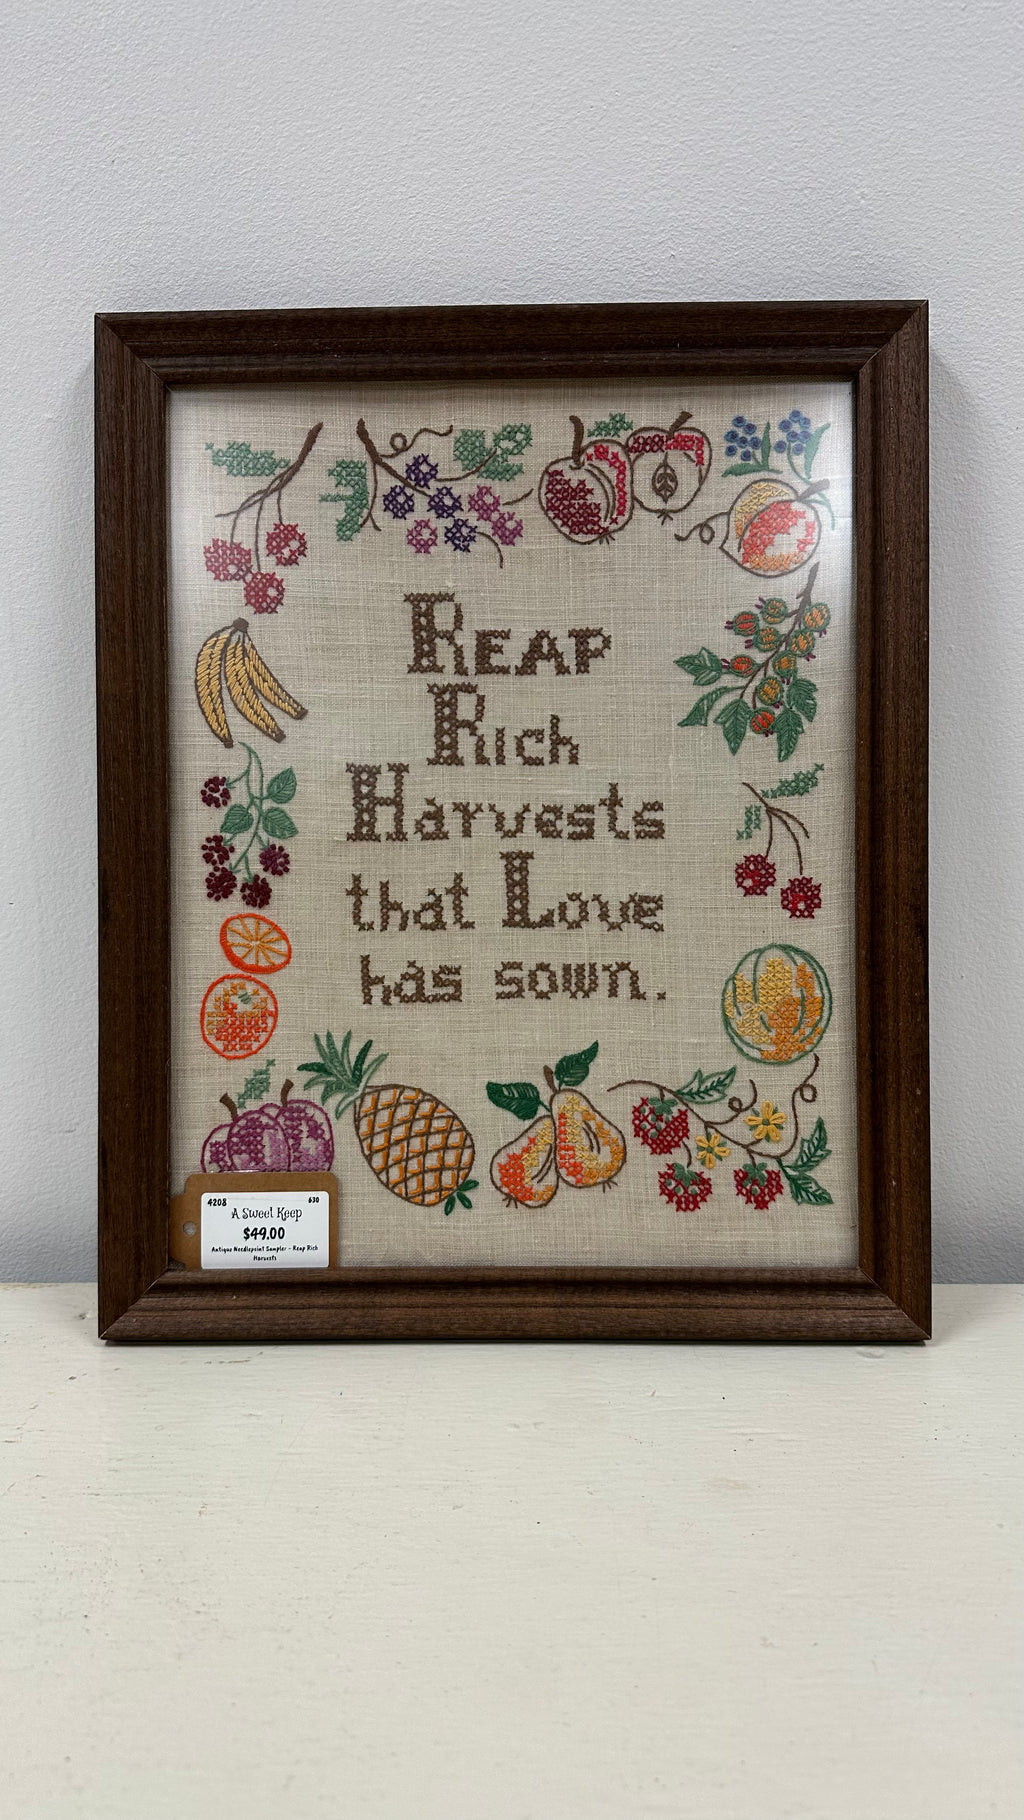 REAP
Rich
Harvests
that Love
has sown.
4208 630
A Sweet Keep
$49.00
Antique Needlepoint Sampler - Reap Rich
Harvests